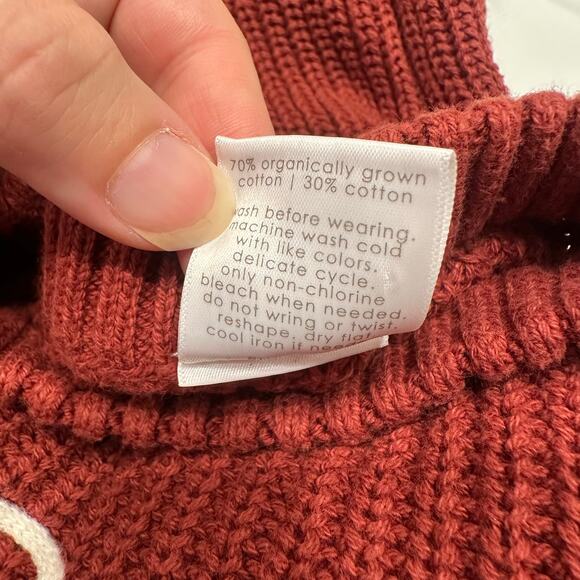 70% organically grown
cotton | 30% cotton
wash before wearing.
machine wash cold
with like colors.
delicate cycle.
only non-chlorine
bleach when needed.
do not wring or twist.
reshape. dry flat.
cool iron if needed